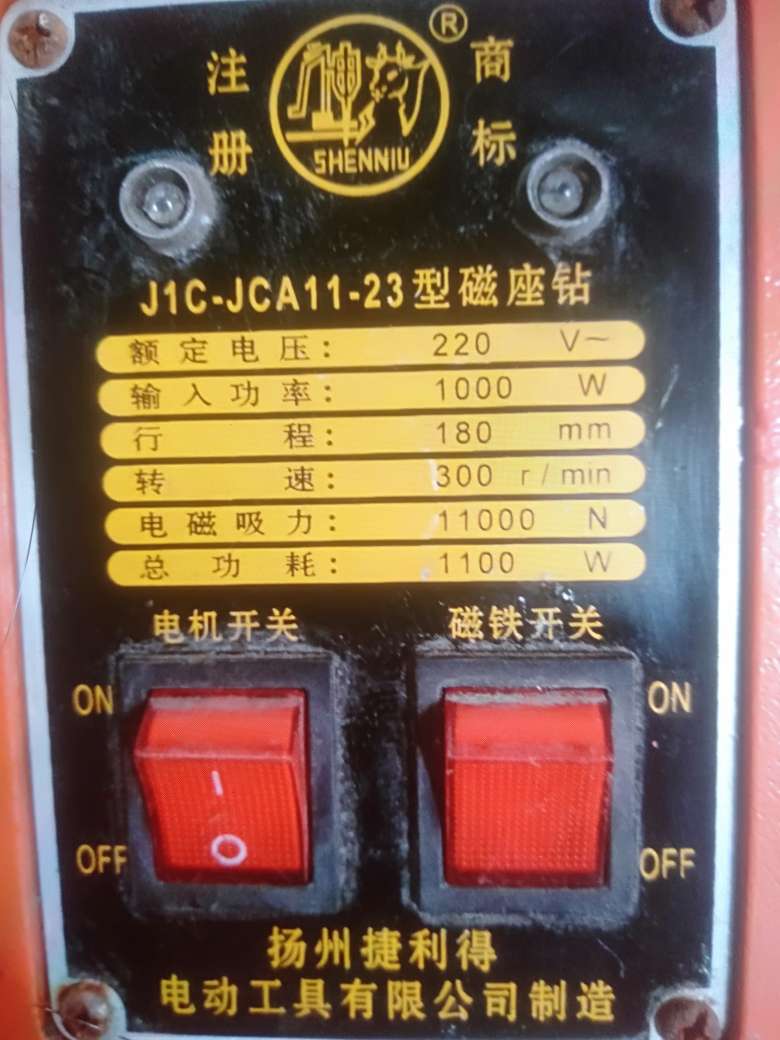 注册 商标
®
SHENNIU
J1C-JCA11-23型磁座钻
额定电压： 220 V~
输入功率： 1000 W
行程： 180 mm
转速： 300 r/min
电磁吸力： 11000 N
总功耗： 1100 W
电机开关 磁铁开关
ON ON
OFF OFF
扬州捷利得
电动工具有限公司制造